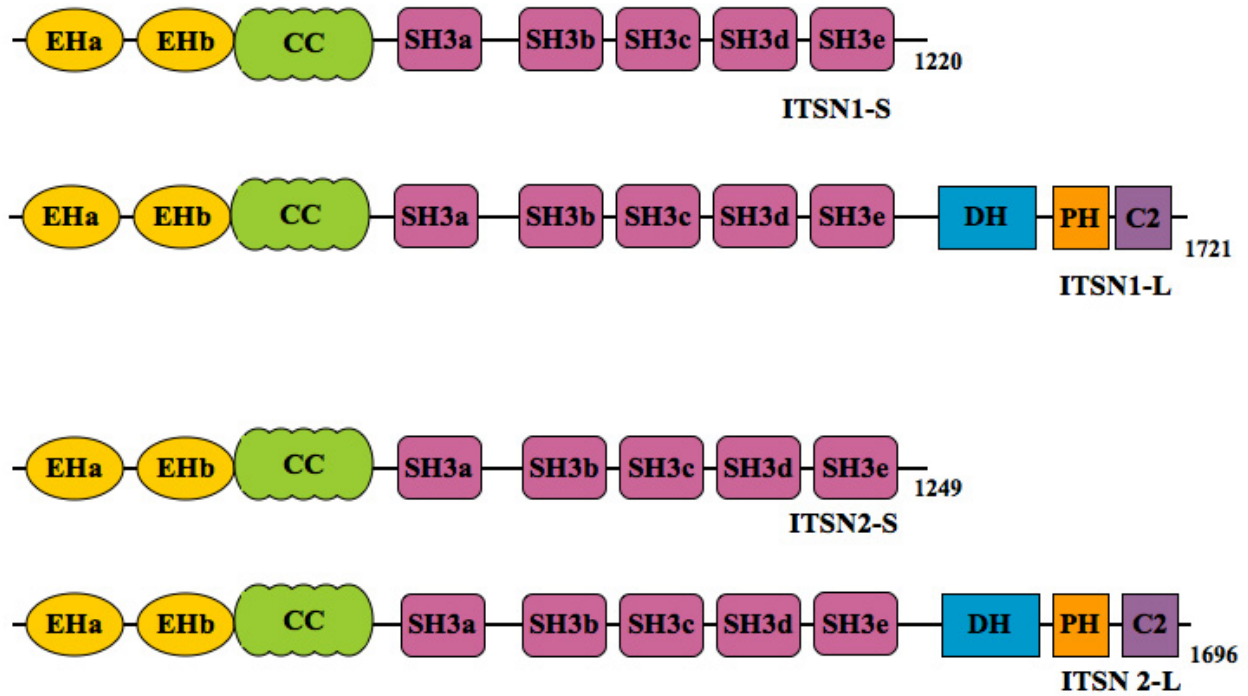 EHa EHb CC SH3a SH3b SH3c SH3d SH3e 1220
ITSN1-S
EHa EHb CC SH3a SH3b SH3c SH3d SH3e DH PH C2 1721
ITSN1-L
EHa EHb CC SH3a SH3b SH3c SH3d SH3e 1249
ITSN2-S
EHa EHb CC SH3a SH3b SH3c SH3d SH3e DH PH C2 1696
ITSN 2-L